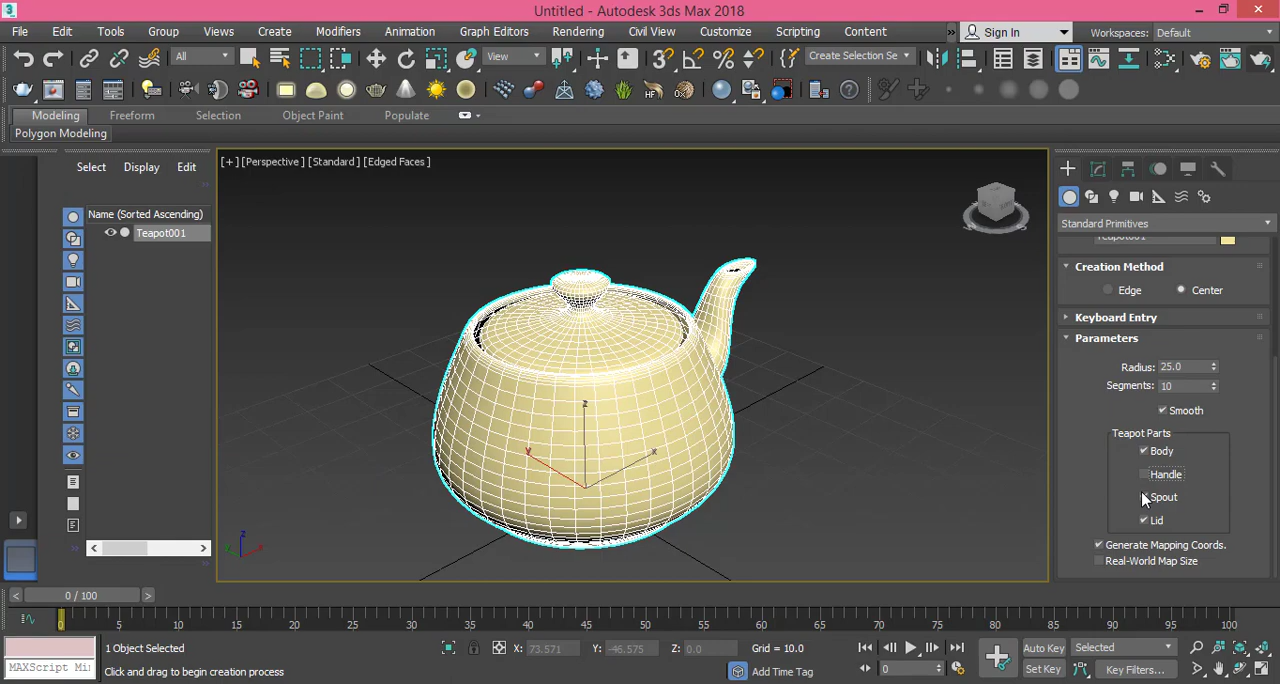 Untitled - Autodesk 3ds Max 2018
File Edit Tools Group Views Create Modifiers Animation Graph Editors Rendering Civil View Customize Scripting Content Sign In Workspaces: Default
All View Create Selection Se
Modeling Freeform Selection Object Paint Populate
Polygon Modeling
Select Display Edit
Name (Sorted Ascending)
Teapot001
[+] [Perspective] [Standard] [Edged Faces]
Standard Primitives
Teapot001
Creation Method
Edge Center
Keyboard Entry
Parameters
Radius: 25.0
Segments: 10
Smooth
Teapot Parts
Body
Handle
Spout
Lid
Generate Mapping Coords.
Real-World Map Size
z
y x
z
0 / 100
0 5 10 15 20 25 30 35 40 45 50 55 60 65 70 75 80 85 90 95 100
1 Object Selected X: 73.571 Y: -46.575 Z: 0.0 Grid = 10.0 Auto Key Selected
MAXScript Mi Click and drag to begin creation process Add Time Tag 0 Set Key Key Filters...